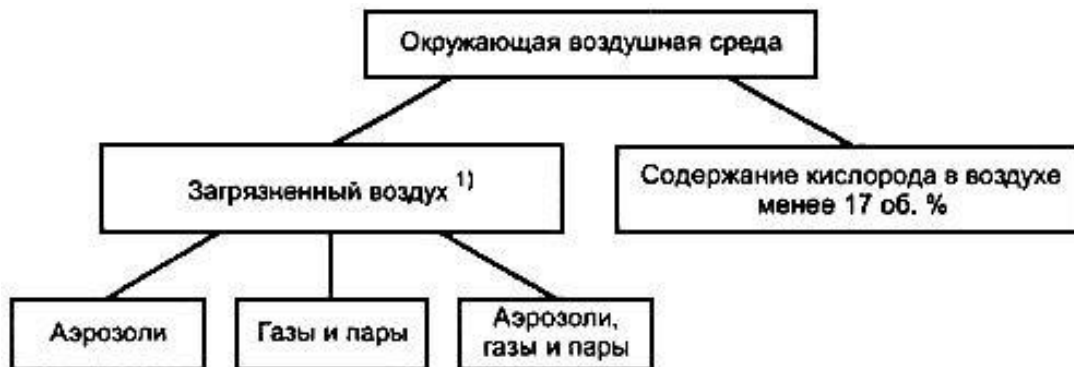 Окружающая воздушная среда
Загрязненный воздух 1)
Содержание кислорода в воздухе
менее 17 об. %
Аэрозоли
Газы и пары
Аэрозоли,
газы и пары